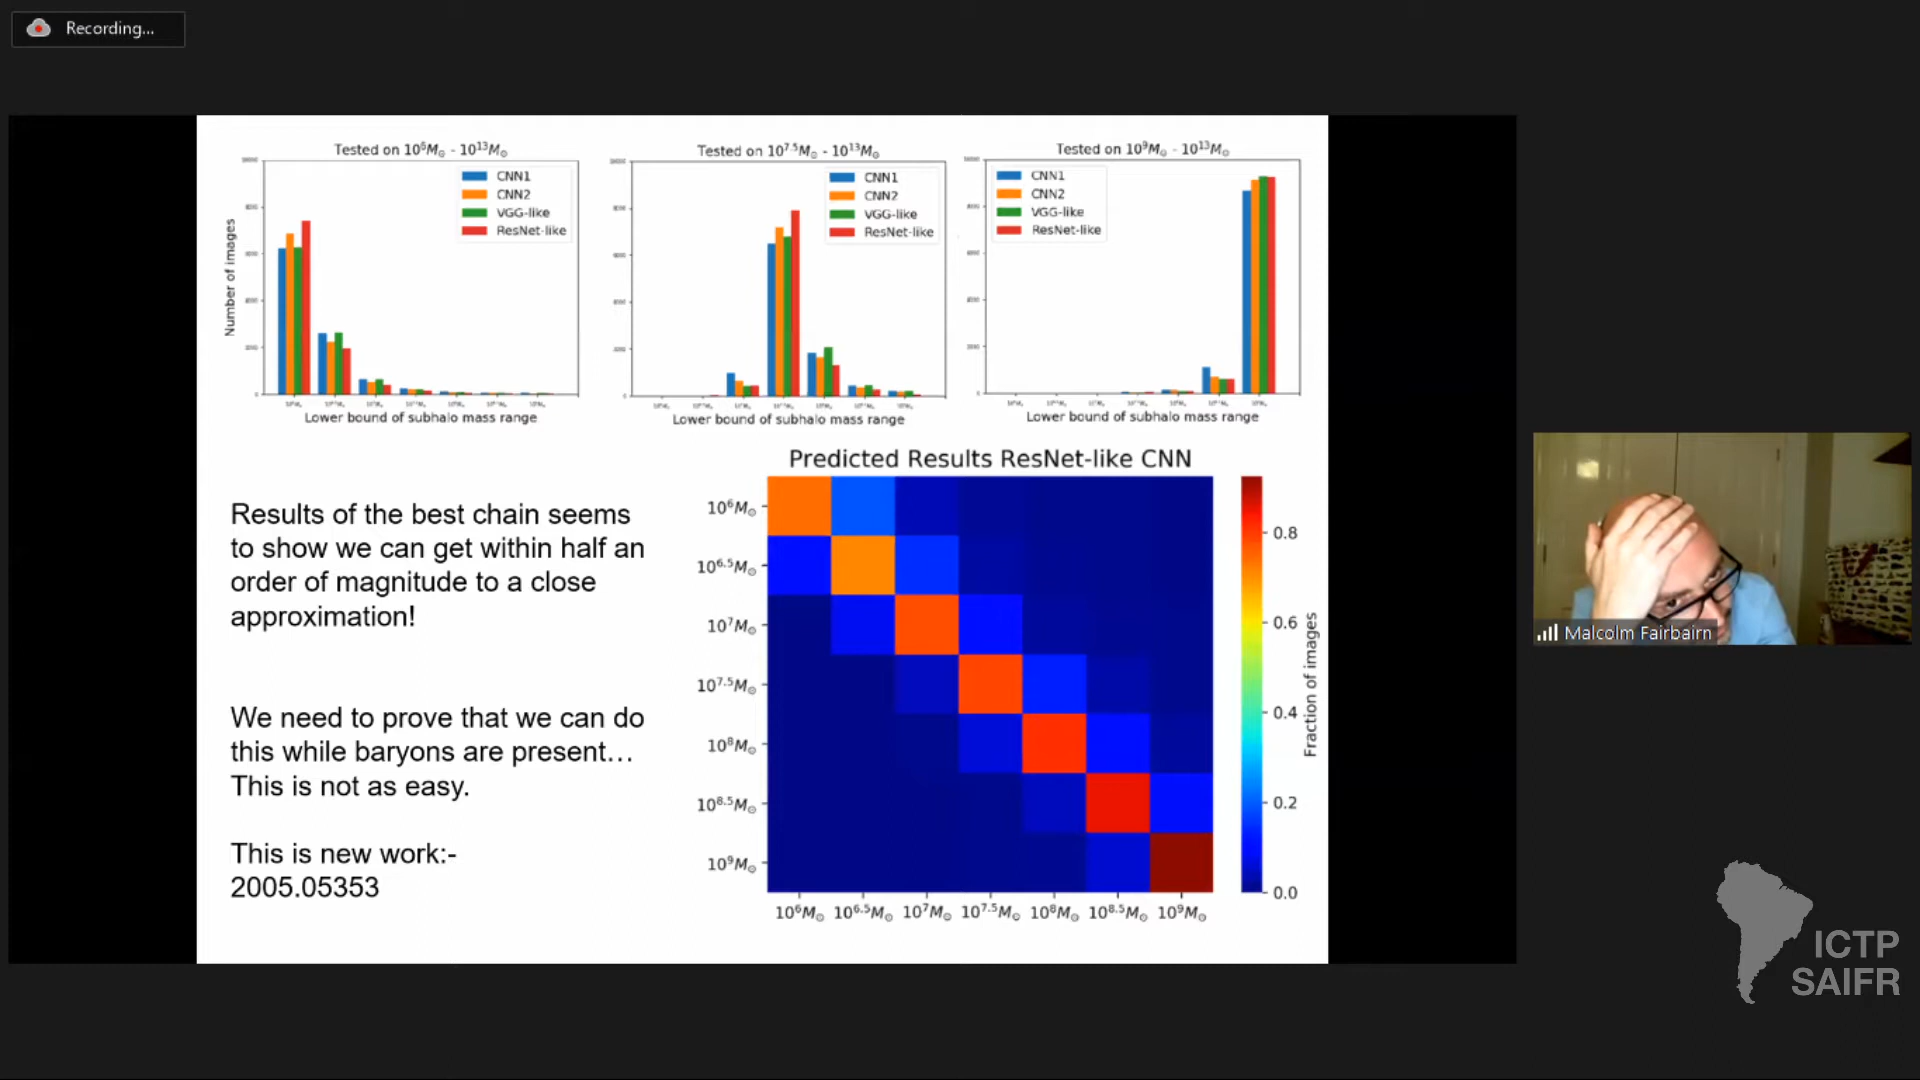 Recording...
Tested on 10⁶M☉ - 10¹³M☉
CNN1
CNN2
VGG-like
ResNet-like
Number of images
Lower bound of subhalo mass range
Tested on 10⁷·⁵M☉ - 10¹³M☉
CNN1
CNN2
VGG-like
ResNet-like
Lower bound of subhalo mass range
Tested on 10⁹M☉ - 10¹³M☉
CNN1
CNN2
VGG-like
ResNet-like
Lower bound of subhalo mass range
Results of the best chain seems
to show we can get within half an
order of magnitude to a close
approximation!
We need to prove that we can do
this while baryons are present…
This is not as easy.
This is new work:-
2005.05353
Predicted Results ResNet-like CNN
10⁶M☉
10⁶·⁵M☉
10⁷M☉
10⁷·⁵M☉
10⁸M☉
10⁸·⁵M☉
10⁹M☉
10⁶M☉ 10⁶·⁵M☉ 10⁷M☉ 10⁷·⁵M☉ 10⁸M☉ 10⁸·⁵M☉ 10⁹M☉
0.8
0.6
0.4
0.2
0.0
Fraction of images
Malcolm Fairbairn
ICTP
SAIFR